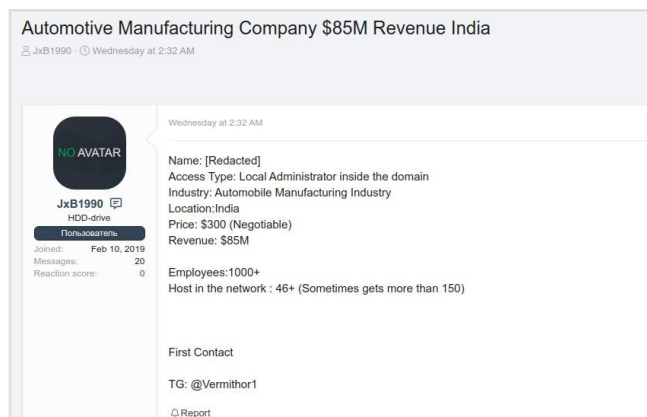 Automotive Manufacturing Company $85M Revenue India
JxB1990 · Wednesday at 2:32 AM
Wednesday at 2:32 AM
NO AVATAR
JxB1990
HDD-drive
Пользователь
Joined: Feb 10, 2019
Messages: 20
Reaction score: 0
Name: [Redacted]
Access Type: Local Administrator inside the domain
Industry: Automobile Manufacturing Industry
Location:India
Price: $300 (Negotiable)
Revenue: $85M
Employees:1000+
Host in the network : 46+ (Sometimes gets more than 150)
First Contact
TG: @Vermithor1
Report